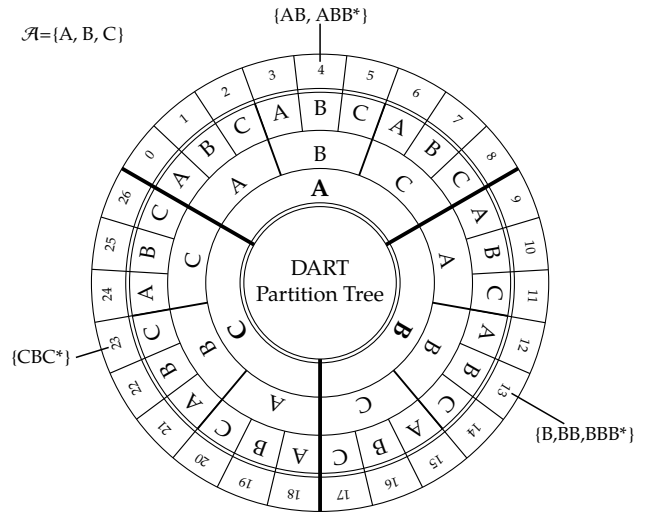 {AB, ABB*}
𝒜={A, B, C}
0 1 2 3 4 5 6 7 8 9 10 11 12 13 14 15 16 17 18 19 20 21 22 23 24 25 26
A B C A B C A B C A B C A B C A B C A B C A B C A B C
A B C A B C A B C
A B C
DART
Partition Tree
{CBC*}
{B,BB,BBB*}